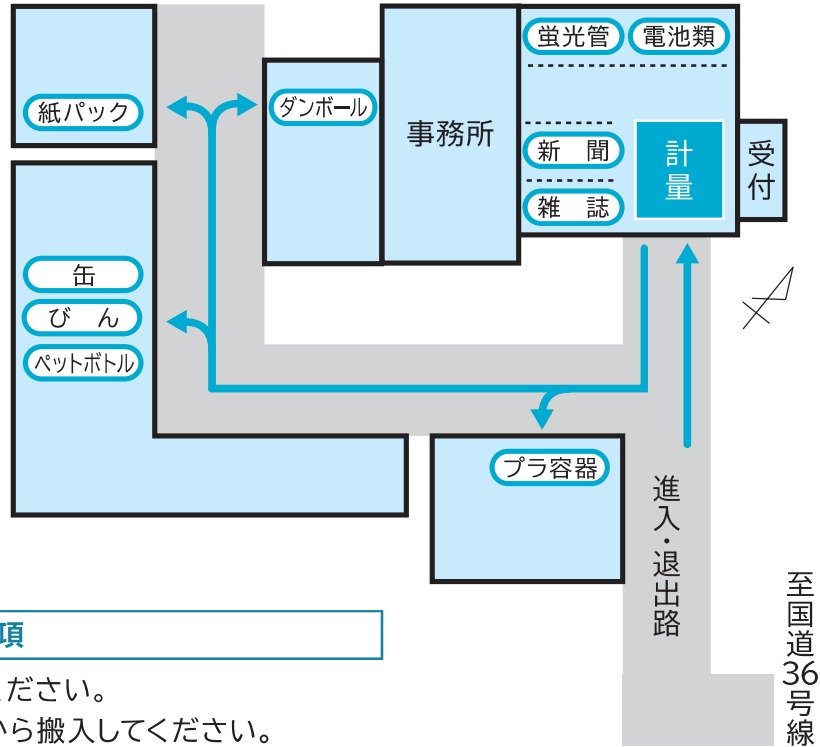 蛍光管
電池類
紙パック
ダンボール
事務所
新聞
計量
受付
雑誌
缶
びん
ペットボトル
プラ容器
進入・退出路
至国道36号線
項
ください。
から搬入してください。